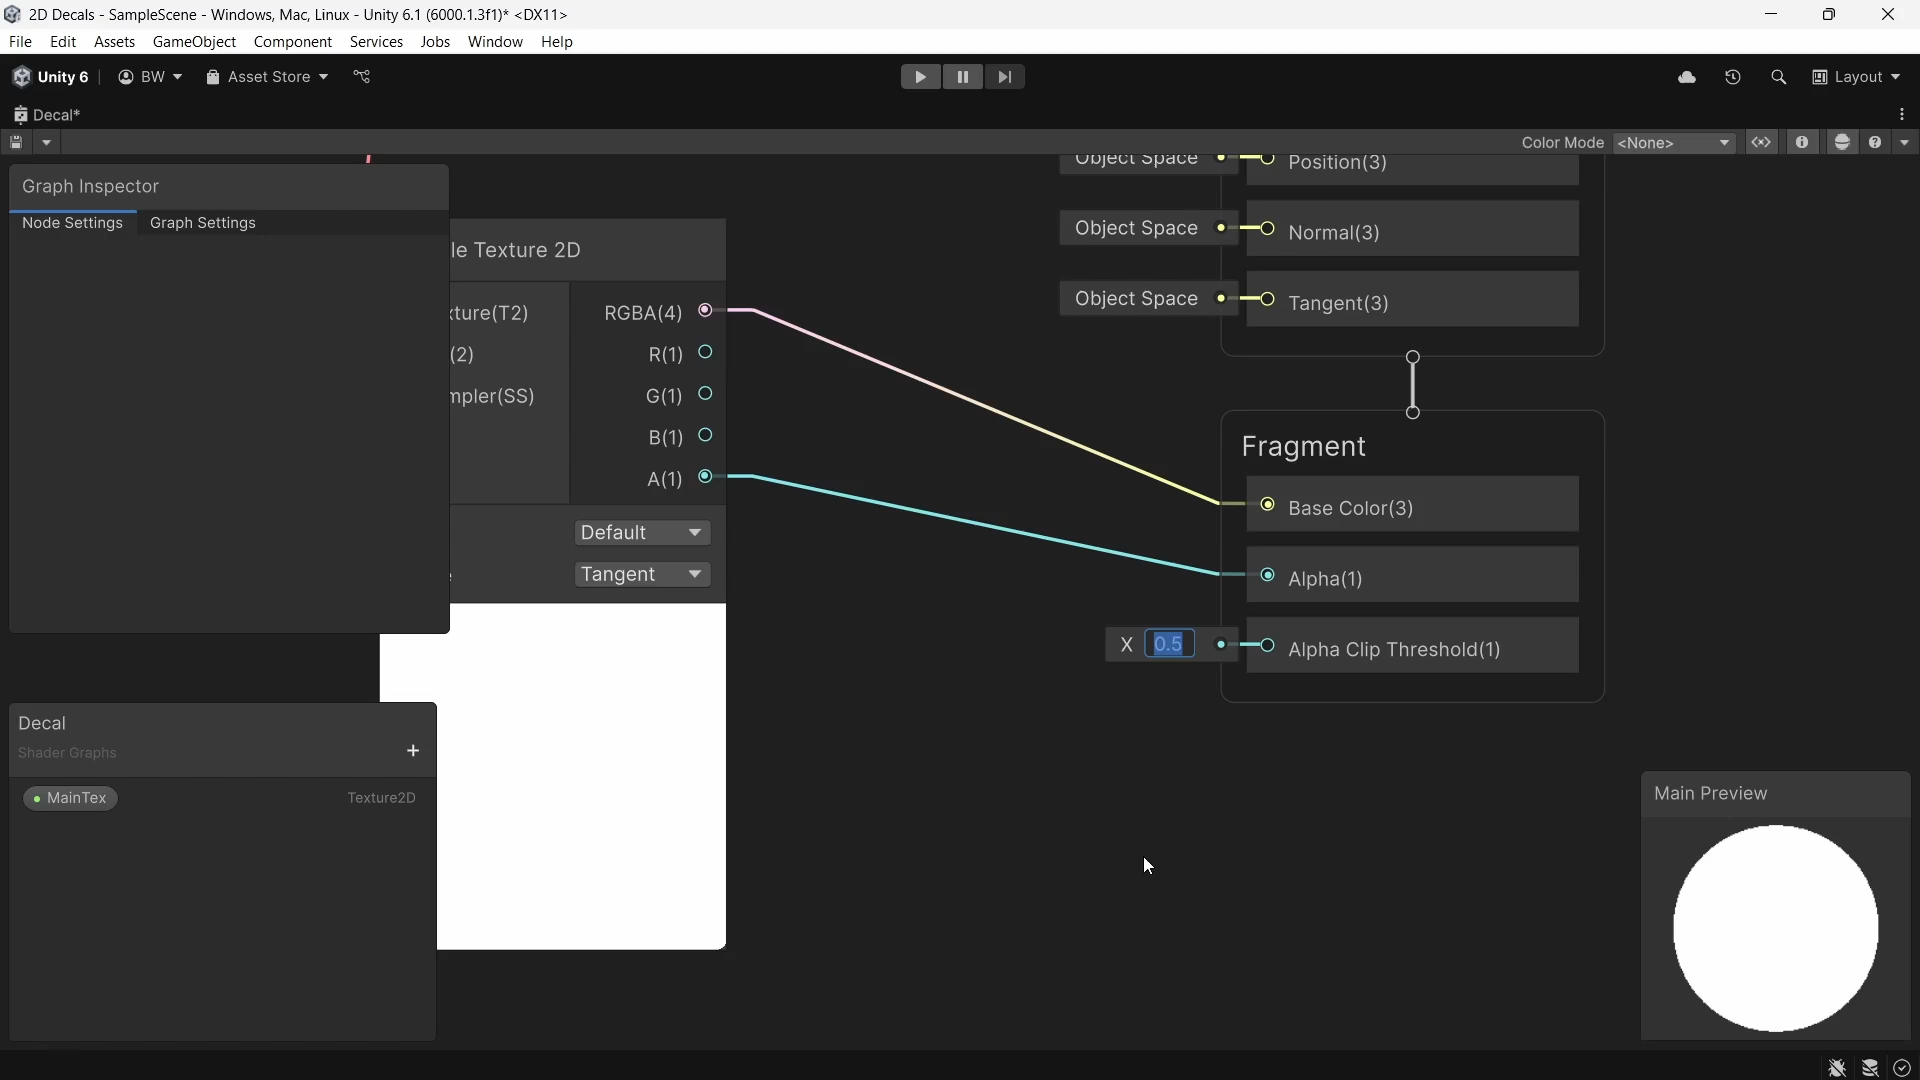 2D Decals - SampleScene - Windows, Mac, Linux - Unity 6.1 (6000.1.3f1)* <DX11>
File Edit Assets GameObject Component Services Jobs Window Help
Unity 6 BW Asset Store Layout
Decal*
Color Mode <None>
Graph Inspector
Node Settings Graph Settings
Object Space Position(3)
Object Space Normal(3)
Object Space Tangent(3)
le Texture 2D
xture(T2) RGBA(4)
(2) R(1)
mpler(SS) G(1)
B(1)
A(1)
Default
Tangent
Fragment
Base Color(3)
Alpha(1)
X 0.5 Alpha Clip Threshold(1)
Decal
Shader Graphs
+
MainTex Texture2D
Main Preview